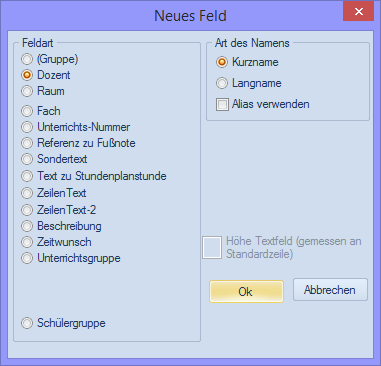 Neues Feld
Feldart
(Gruppe)
Dozent
Raum
Fach
Unterrichts-Nummer
Referenz zu Fußnote
Sondertext
Text zu Stundenplanstunde
ZeilenText
ZeilenText-2
Beschreibung
Zeitwunsch
Unterrichtsgruppe
Schülergruppe
Art des Namens
Kurzname
Langname
Alias verwenden
Höhe Textfeld (gemessen an
Standardzeile)
Ok
Abbrechen